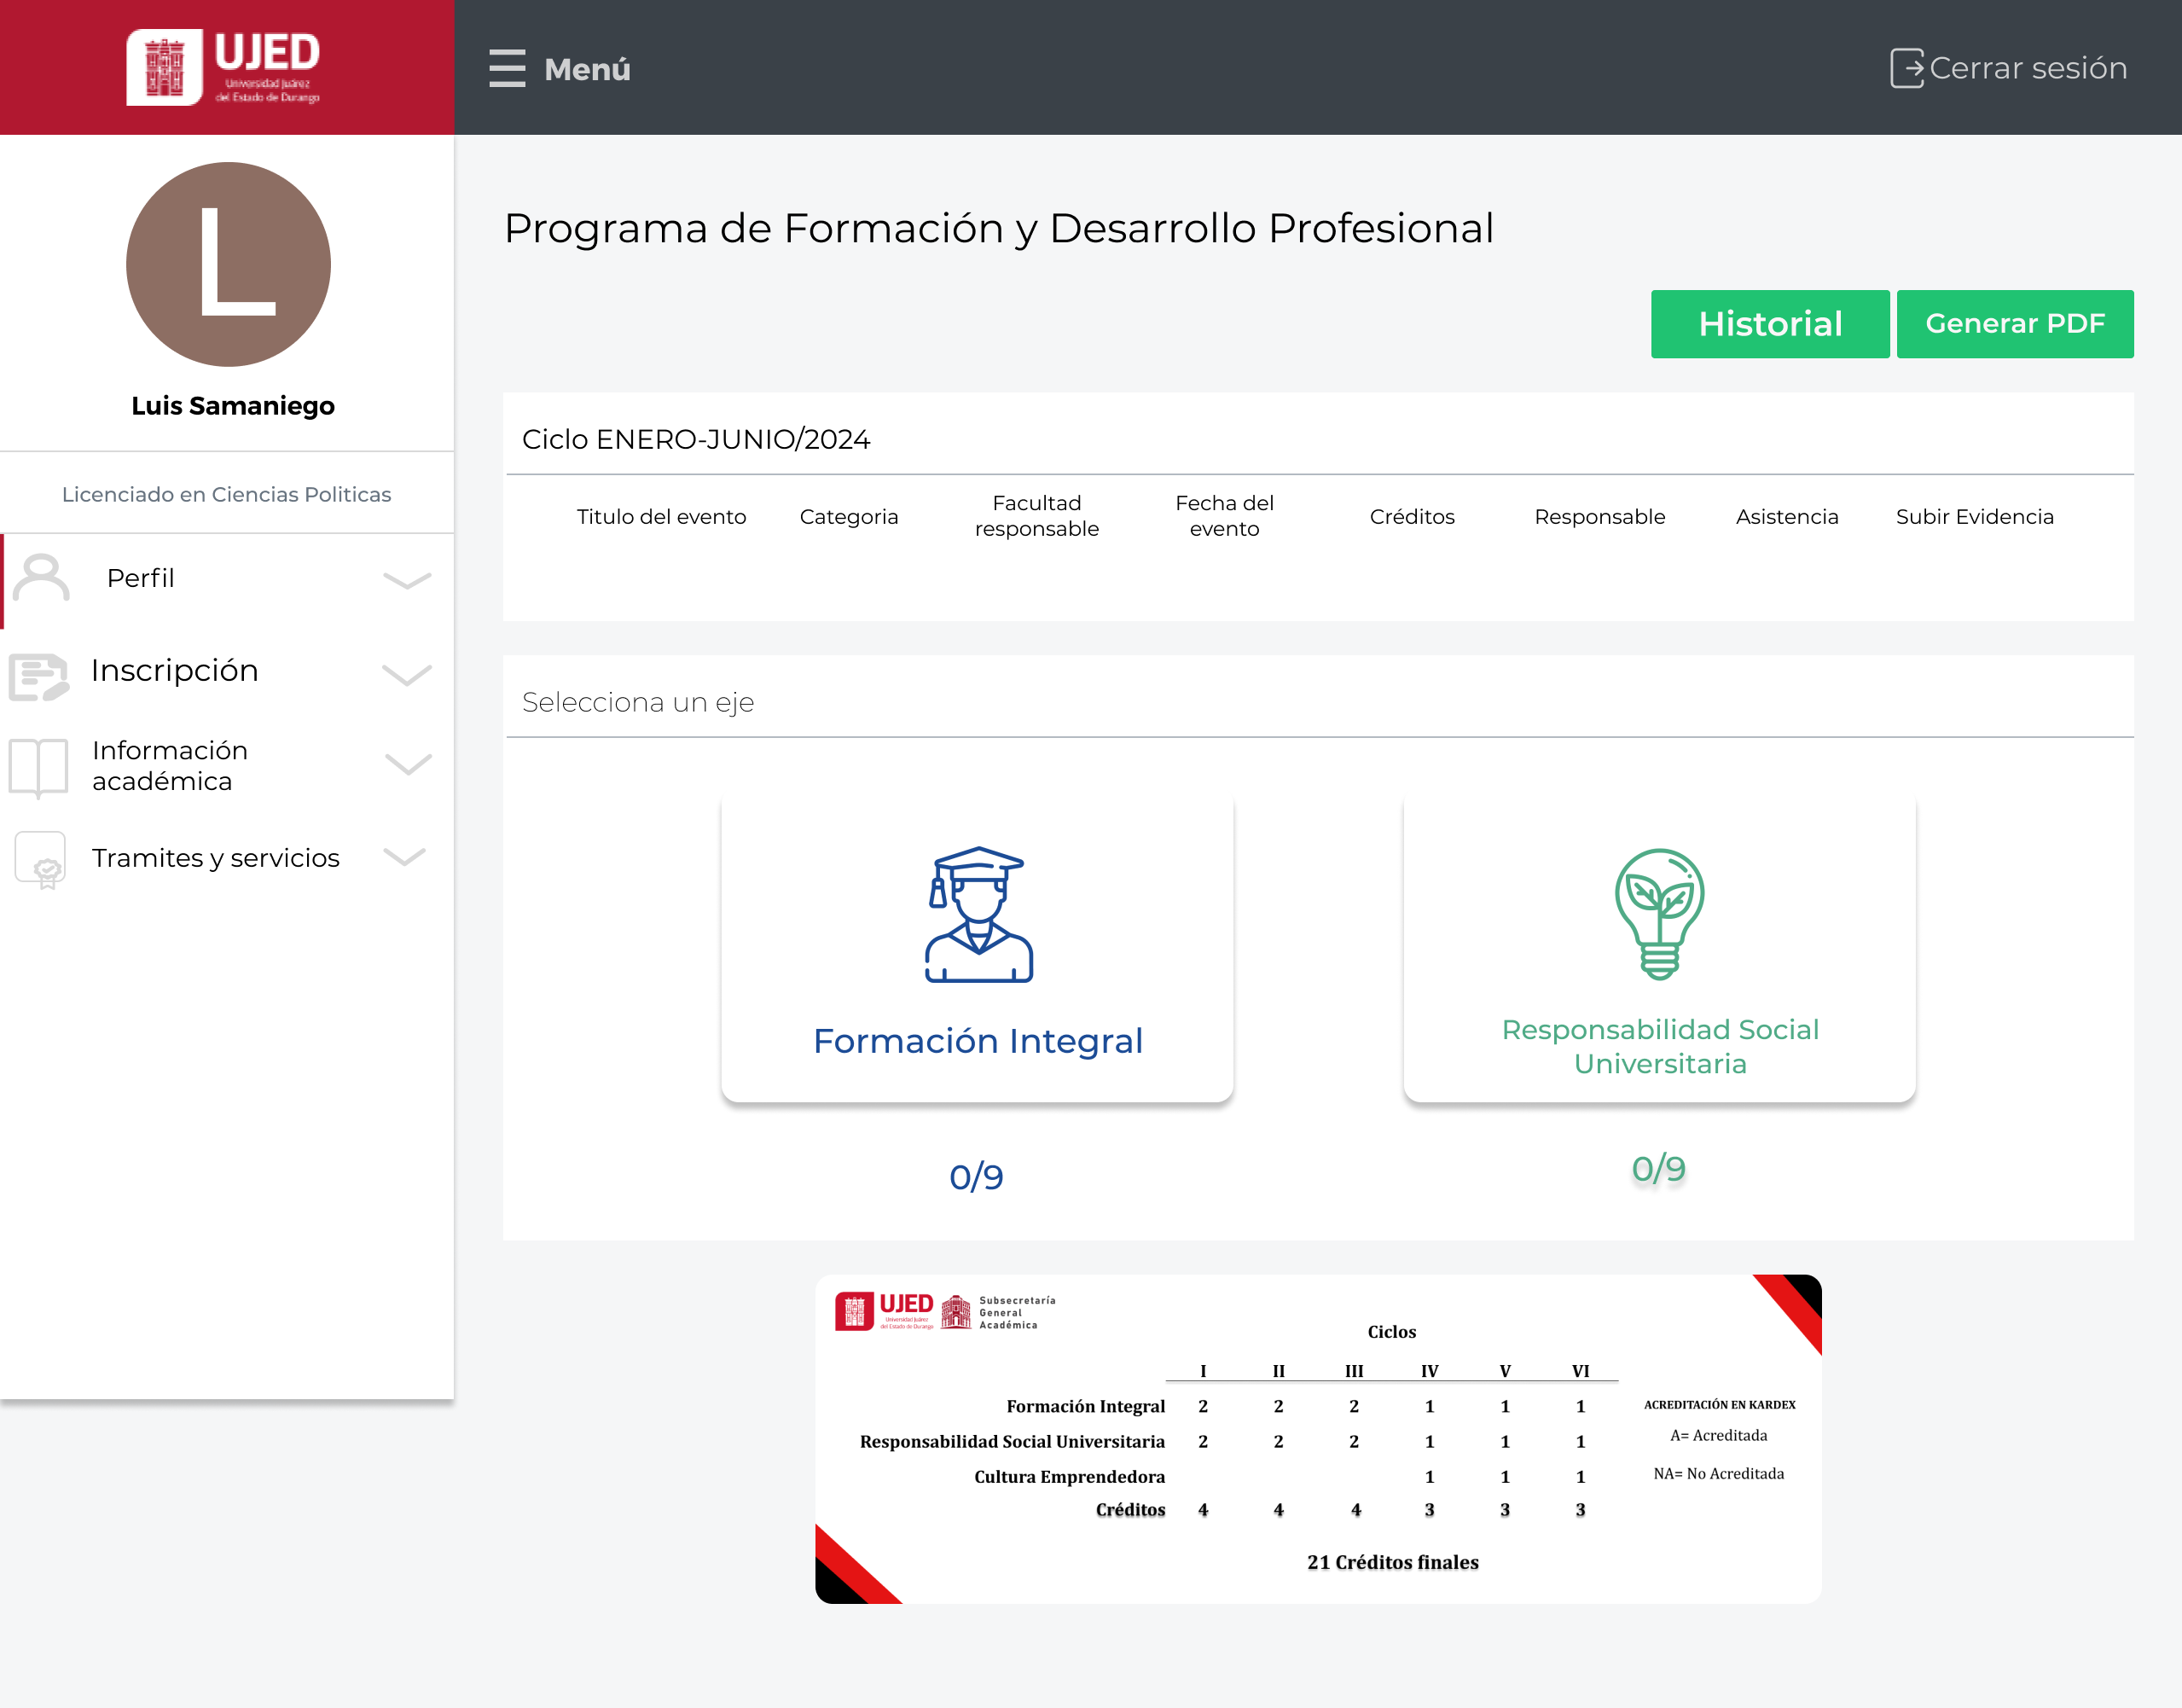 UJED
Universidad Juárez
del Estado de Durango
Menú
Cerrar sesión
L
Luis Samaniego
Licenciado en Ciencias Politicas
Perfil
Inscripción
Información
académica
Tramites y servicios
Programa de Formación y Desarrollo Profesional
Historial
Generar PDF
Ciclo ENERO-JUNIO/2024
Titulo del evento
Categoria
Facultad
responsable
Fecha del
evento
Créditos
Responsable
Asistencia
Subir Evidencia
Selecciona un eje
Formación Integral
0/9
Responsabilidad Social
Universitaria
0/9
UJED
Universidad Juárez
del Estado de Durango
Subsecretaría
General
Académica
Ciclos
I II III IV V VI
Formación Integral 2 2 2 1 1 1
Responsabilidad Social Universitaria 2 2 2 1 1 1
Cultura Emprendedora 1 1 1
Créditos 4 4 4 3 3 3
21 Créditos finales
ACREDITACIÓN EN KARDEX
A= Acreditada
NA= No Acreditada